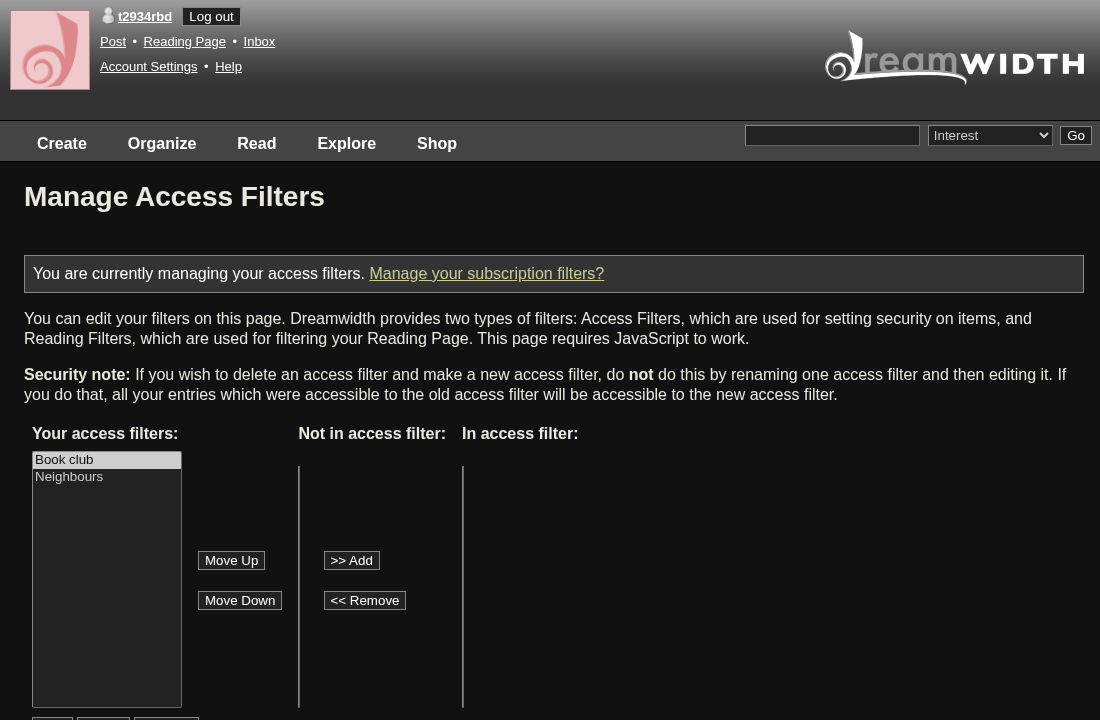 t2934rbd Log out
Post • Reading Page • Inbox
Account Settings • Help
dreamWIDTH
Create Organize Read Explore Shop
Interest Go
Manage Access Filters
You are currently managing your access filters. Manage your subscription filters?
You can edit your filters on this page. Dreamwidth provides two types of filters: Access Filters, which are used for setting security on items, and
Reading Filters, which are used for filtering your Reading Page. This page requires JavaScript to work.
Security note: If you wish to delete an access filter and make a new access filter, do not do this by renaming one access filter and then editing it. If
you do that, all your entries which were accessible to the old access filter will be accessible to the new access filter.
Your access filters: Not in access filter: In access filter:
Book club
Neighbours
Move Up >> Add
Move Down << Remove